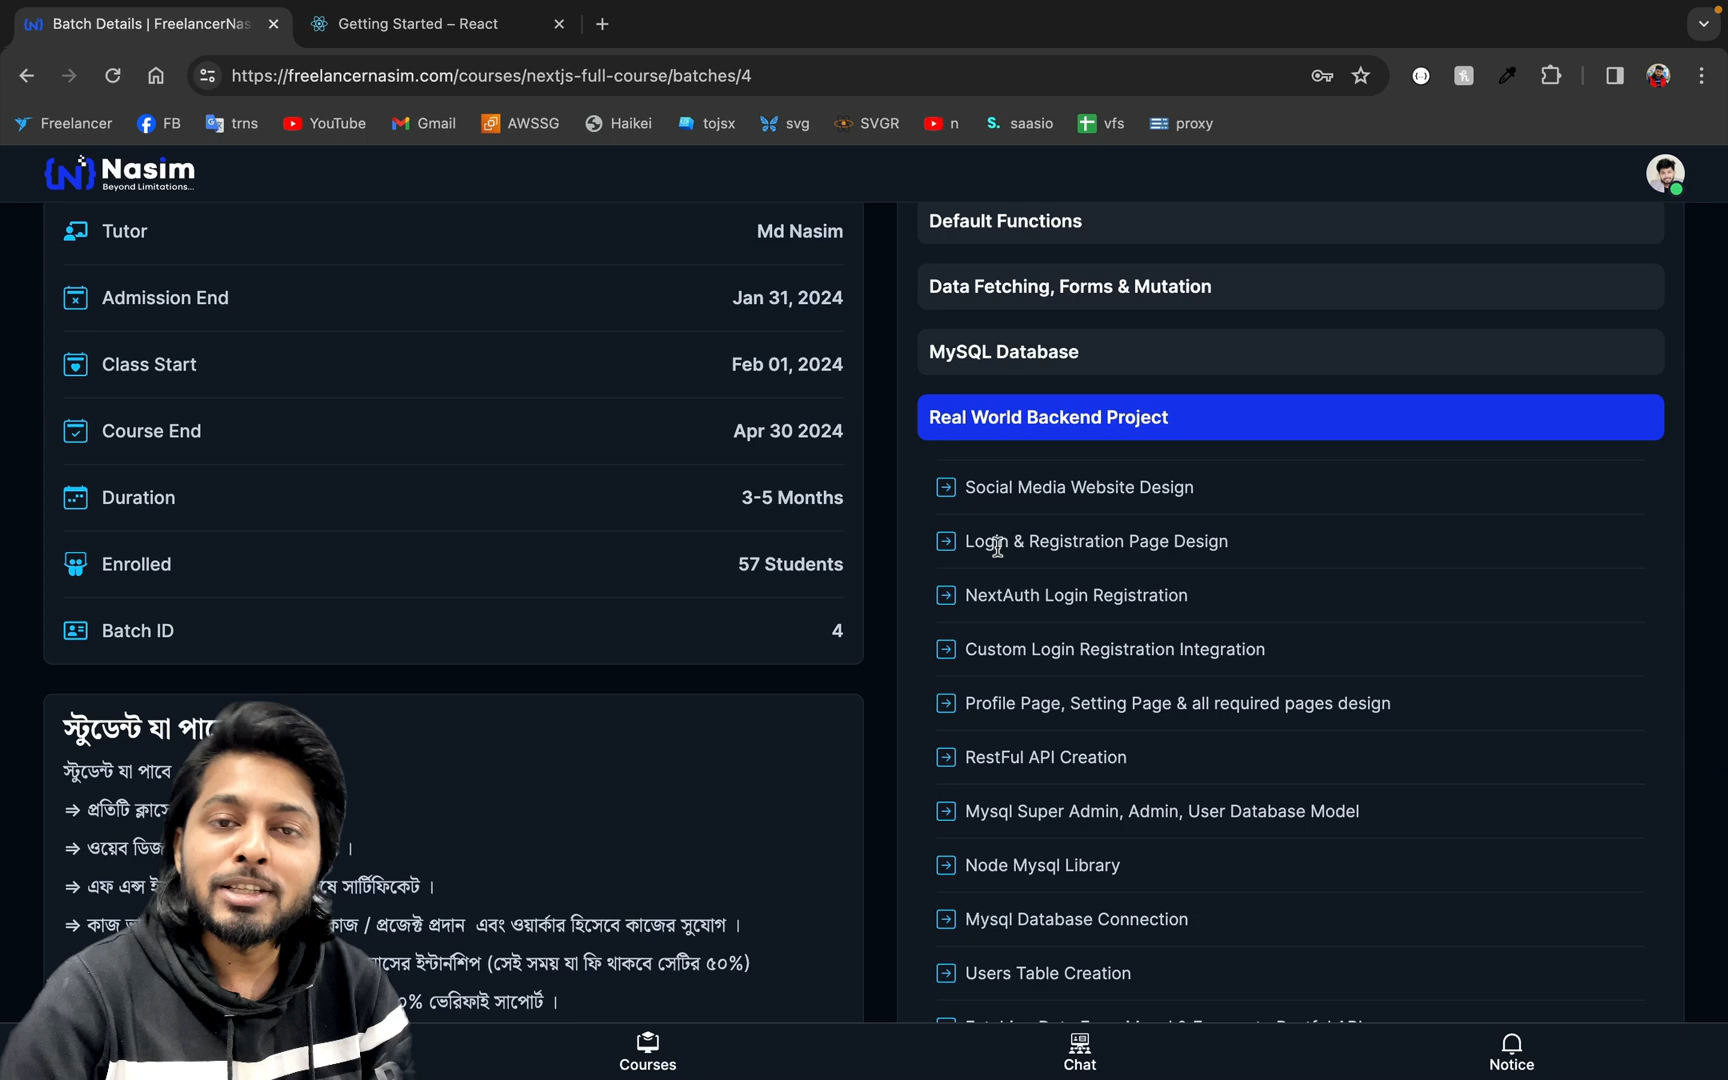 Batch Details | FreelancerNas
Getting Started – React
https://freelancernasim.com/courses/nextjs-full-course/batches/4
Freelancer
FB
trns
YouTube
Gmail
AWSSG
Haikei
tojsx
svg
SVGR
n
saasio
vfs
proxy
Nasim
Beyond Limitations...
Tutor
Md Nasim
Admission End
Jan 31, 2024
Class Start
Feb 01, 2024
Course End
Apr 30 2024
Duration
3-5 Months
Enrolled
57 Students
Batch ID
4
স্টুডেন্ট যা
স্টুডেন্ট যা পাবে
⇒ প্রতিটি
⇒ ওয়েব
।
⇒ এফ এন্স
সার্টিফিকেট ।
⇒ কাজ
কাজ / প্রজেক্ট প্রদান এবং ওয়ার্কার হিসেবে কাজের সুযোগ ।
ইন্টার্নশিপ (সেই সময় যা ফি থাকবে সেটির ৫০%)
ভেরিফাই সাপোর্ট ।
Default Functions
Data Fetching, Forms & Mutation
MySQL Database
Real World Backend Project
Social Media Website Design
Login & Registration Page Design
NextAuth Login Registration
Custom Login Registration Integration
Profile Page, Setting Page & all required pages design
RestFul API Creation
Mysql Super Admin, Admin, User Database Model
Node Mysql Library
Mysql Database Connection
Users Table Creation
Courses
Chat
Notice